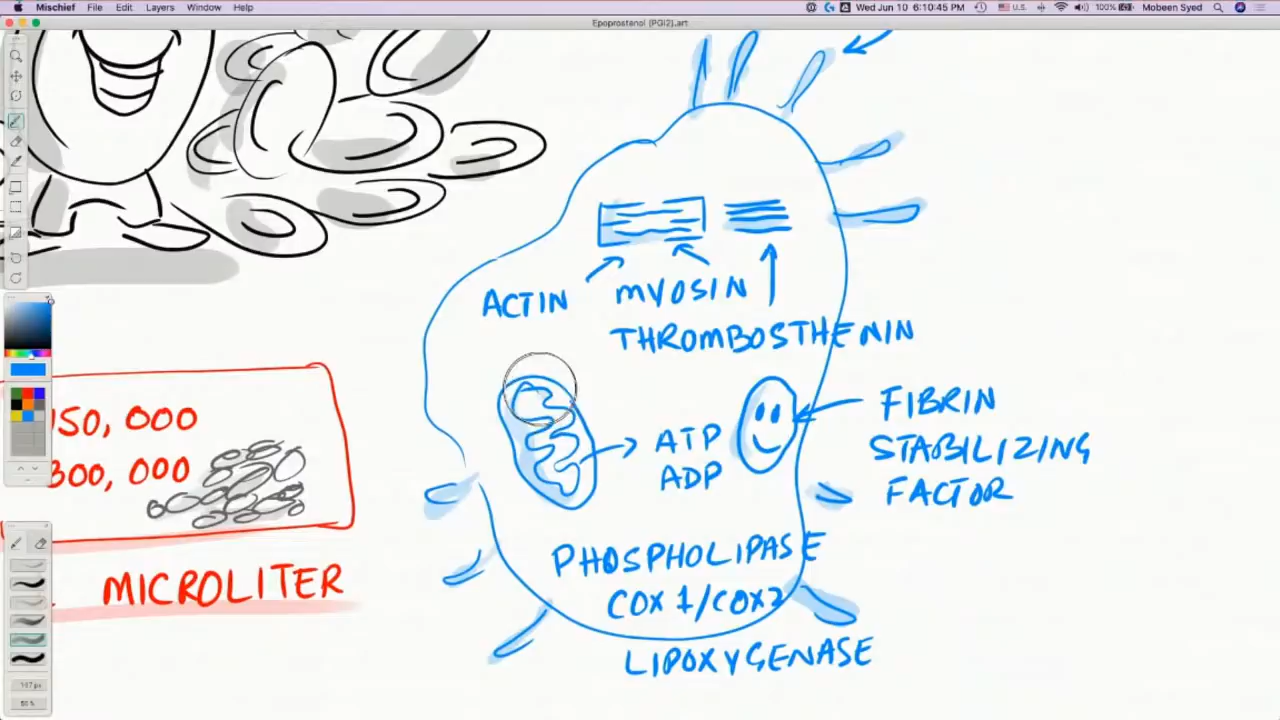 Mischief File Edit Layers Window Help
U.S. 100% Wed Jun 10 6:10:45 PM Mobeen Syed
Epoprostenol (PGI2).art
ACTIN
MYOSIN
THROMBOSTHENIN
150,000
300,000
MICROLITER
ATP
ADP
FIBRIN
STABILIZING
FACTOR
PHOSPHOLIPASE
COX 1/COX2
LIPOXYGENASE